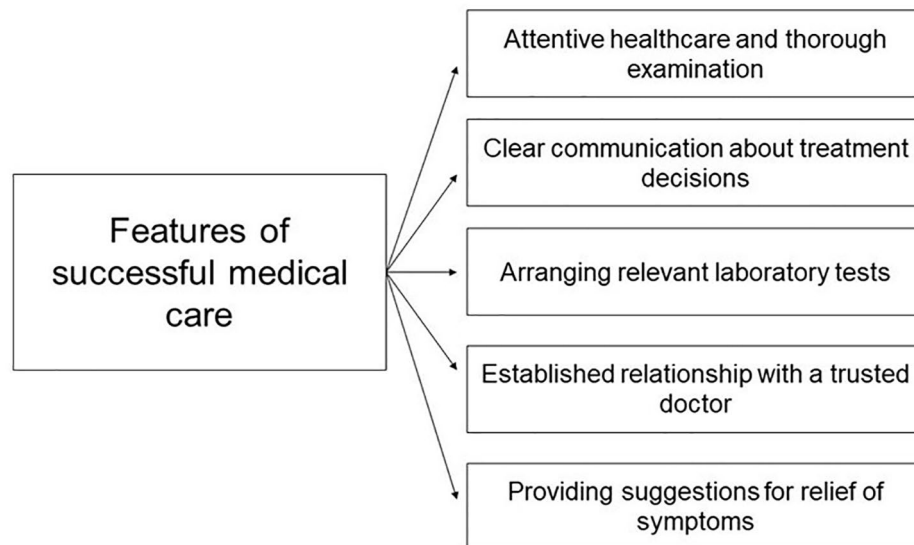 Features of
successful medical
care
Attentive healthcare and thorough
examination
Clear communication about treatment
decisions
Arranging relevant laboratory tests
Established relationship with a trusted
doctor
Providing suggestions for relief of
symptoms